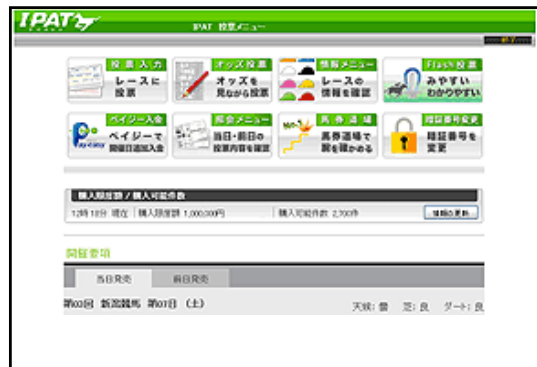 IPAT
IPAT 投票メニュー
終了
投票入力
レースに
投票
オッズ投票
オッズを
見ながら投票
情報メニュー
レースの
情報を確認
Flash投票
みやすい
わかりやすい
ペイジー入金
ペイジーで
開催日追加入金
照会メニュー
当日・前日の
投票内容を確認
馬券道場
馬券道場で
腕を確かめる
暗証番号変更
暗証番号を
変更
購入限度額 / 購入可能件数
12時18分 現在 購入限度額 1,000,000円 購入可能件数 2,700件 情報の更新
開催要項
当日発売 前日発売
第00回 新潟競馬 第07日 (土) 天候: 曇 芝: 良 ダート: 良